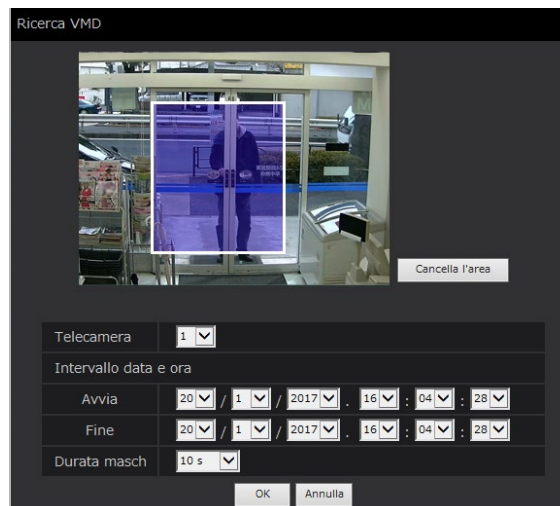 Ricerca VMD
Cancella l'area
Telecamera 1
Intervallo data e ora
Avvia 20 / 1 / 2017 . 16 : 04 : 28
Fine 20 / 1 / 2017 . 16 : 04 : 28
Durata masch 10 s
OK Annulla